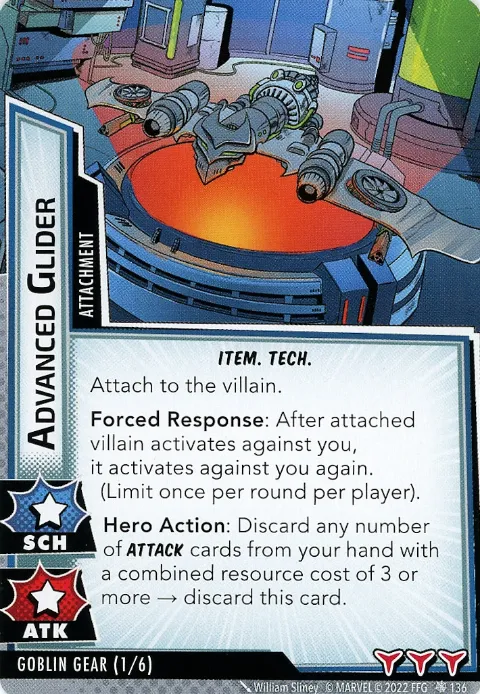 ADVANCED GLIDER
ATTACHMENT
ITEM. TECH.
Attach to the villain.
Forced Response: After attached
villain activates against you,
it activates against you again.
(Limit once per round per player).
Hero Action: Discard any number
of ATTACK cards from your hand with
a combined resource cost of 3 or
more → discard this card.
SCH
ATK
GOBLIN GEAR (1/6)
William Sliney © MARVEL © 2022 FFG 136